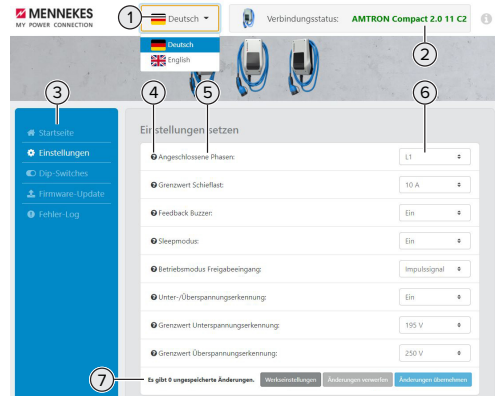 MENNEKES
MY POWER CONNECTION
1
Deutsch
Verbindungsstatus: AMTRON Compact 2.0 11 C2
Deutsch
English
2
3
4
5
6
Startseite
Einstellungen
Dip-Switches
Firmware-Update
Fehler-Log
Einstellungen setzen
Angeschlossene Phasen: L1
Grenzwert Schieflast: 10 A
Feedback Buzzer: Ein
Sleepmodus: Ein
Betriebsmodus Freigabeeingang: Impulssignal
Unter-/Überspannungserkennung: Ein
Grenzwert Unterspannungserkennung: 195 V
Grenzwert Überspannungserkennung: 250 V
7
Es gibt 0 ungespeicherte Änderungen. Werkseinstellungen Änderungen verwerfen Änderungen übernehmen